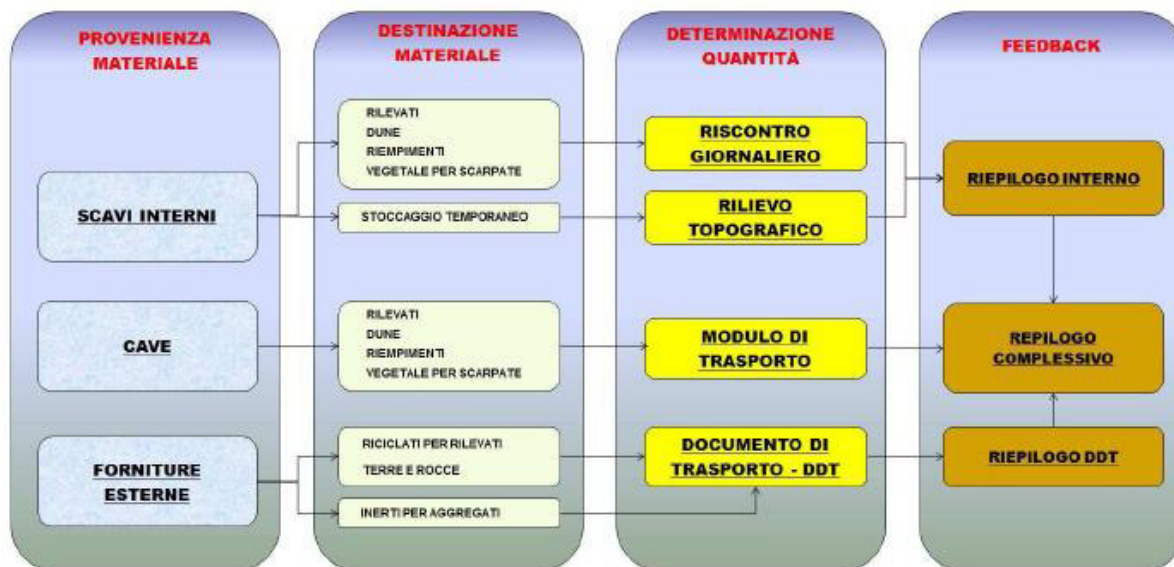 PROVENIENZA
MATERIALE
SCAVI INTERNI
CAVE
FORNITURE
ESTERNE
DESTINAZIONE
MATERIALE
RILEVATI
DUNE
RIEMPIMENTI
VEGETALE PER SCARPATE
STOCCAGGIO TEMPORANEO
RILEVATI
DUNE
RIEMPIMENTI
VEGETALE PER SCARPATE
RICICLATI PER RILEVATI
TERRE E ROCCE
INERTI PER AGGREGATI
DETERMINAZIONE
QUANTITÀ
RISCONTRO
GIORNALIERO
RILIEVO
TOPOGRAFICO
MODULO DI
TRASPORTO
DOCUMENTO DI
TRASPORTO - DDT
FEEDBACK
RIEPILOGO INTERNO
REPILOGO
COMPLESSIVO
RIEPILOGO DDT